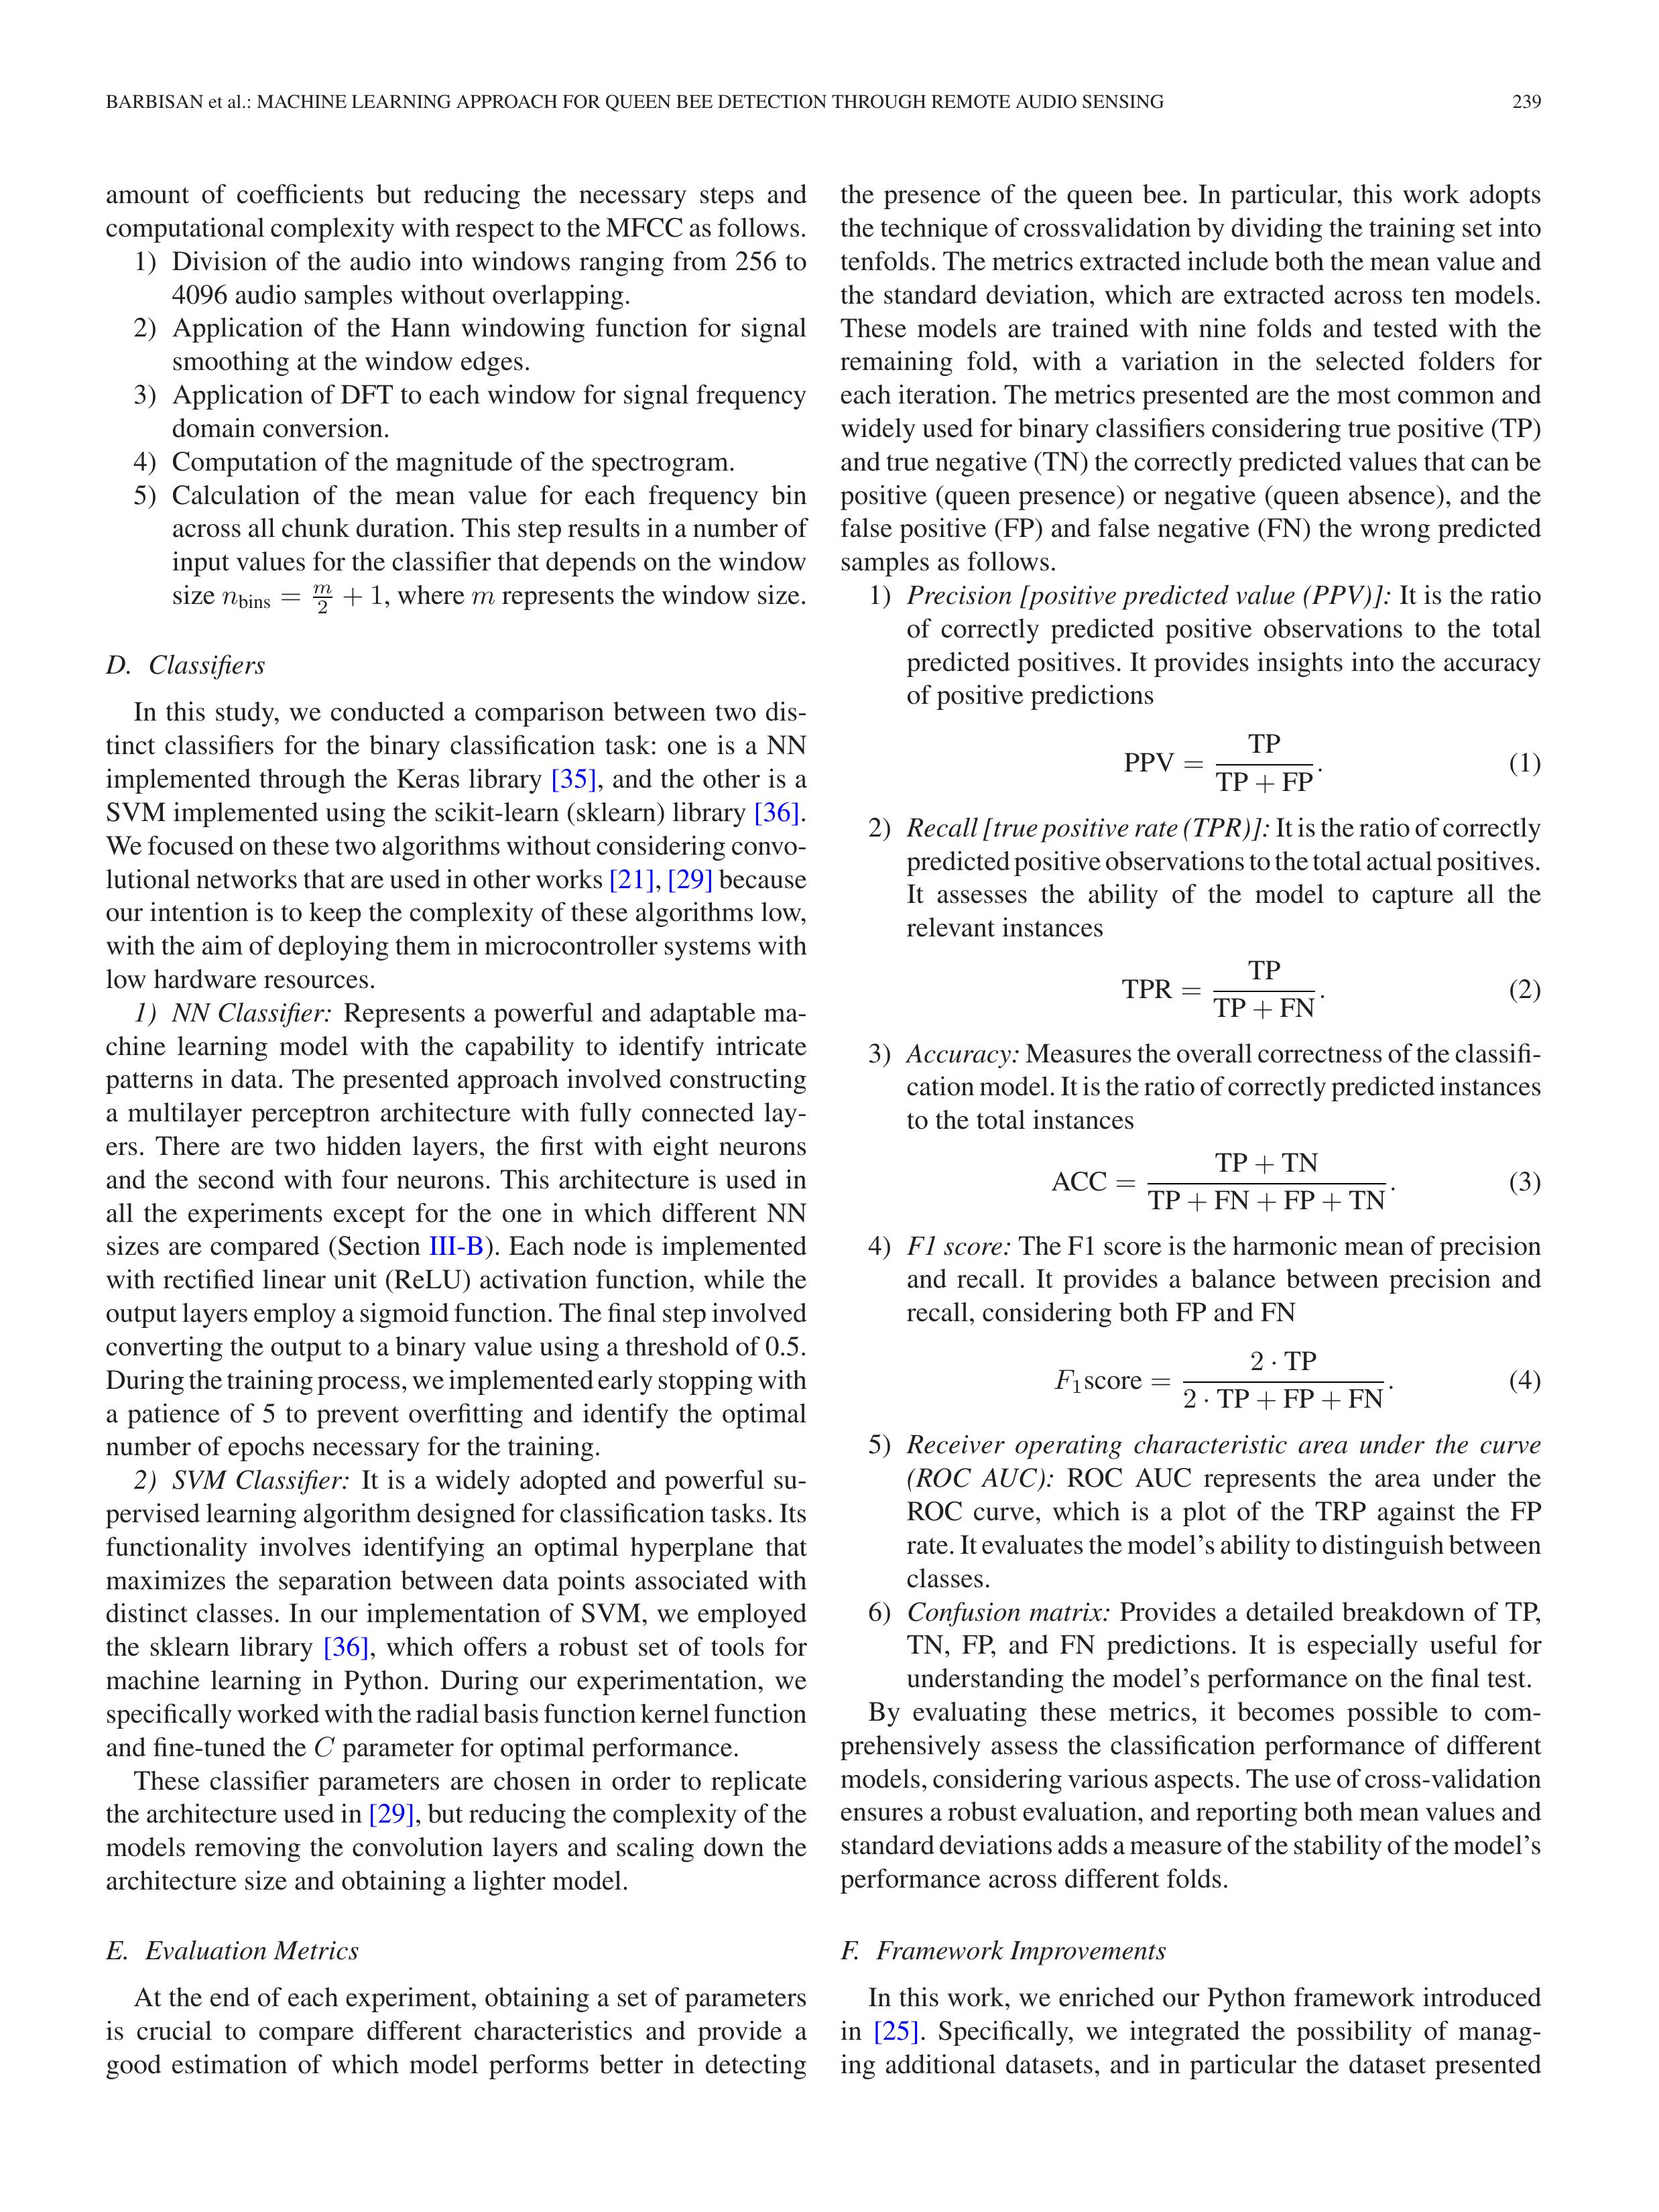 BARBISAN et al.: MACHINE LEARNING APPROACH FOR QUEEN BEE DETECTION THROUGH REMOTE AUDIO SENSING 239
amount of coefficients but reducing the necessary steps and
computational complexity with respect to the MFCC as follows.
1) Division of the audio into windows ranging from 256 to
4096 audio samples without overlapping.
2) Application of the Hann windowing function for signal
smoothing at the window edges.
3) Application of DFT to each window for signal frequency
domain conversion.
4) Computation of the magnitude of the spectrogram.
5) Calculation of the mean value for each frequency bin
across all chunk duration. This step results in a number of
input values for the classifier that depends on the window
size n_bins = m/2 + 1, where m represents the window size.
D. Classifiers
In this study, we conducted a comparison between two dis-
tinct classifiers for the binary classification task: one is a NN
implemented through the Keras library [35], and the other is a
SVM implemented using the scikit-learn (sklearn) library [36].
We focused on these two algorithms without considering convo-
lutional networks that are used in other works [21], [29] because
our intention is to keep the complexity of these algorithms low,
with the aim of deploying them in microcontroller systems with
low hardware resources.
1) NN Classifier: Represents a powerful and adaptable ma-
chine learning model with the capability to identify intricate
patterns in data. The presented approach involved constructing
a multilayer perceptron architecture with fully connected lay-
ers. There are two hidden layers, the first with eight neurons
and the second with four neurons. This architecture is used in
all the experiments except for the one in which different NN
sizes are compared (Section III-B). Each node is implemented
with rectified linear unit (ReLU) activation function, while the
output layers employ a sigmoid function. The final step involved
converting the output to a binary value using a threshold of 0.5.
During the training process, we implemented early stopping with
a patience of 5 to prevent overfitting and identify the optimal
number of epochs necessary for the training.
2) SVM Classifier: It is a widely adopted and powerful su-
pervised learning algorithm designed for classification tasks. Its
functionality involves identifying an optimal hyperplane that
maximizes the separation between data points associated with
distinct classes. In our implementation of SVM, we employed
the sklearn library [36], which offers a robust set of tools for
machine learning in Python. During our experimentation, we
specifically worked with the radial basis function kernel function
and fine-tuned the C parameter for optimal performance.
These classifier parameters are chosen in order to replicate
the architecture used in [29], but reducing the complexity of the
models removing the convolution layers and scaling down the
architecture size and obtaining a lighter model.
E. Evaluation Metrics
At the end of each experiment, obtaining a set of parameters
is crucial to compare different characteristics and provide a
good estimation of which model performs better in detecting
the presence of the queen bee. In particular, this work adopts
the technique of crossvalidation by dividing the training set into
tenfolds. The metrics extracted include both the mean value and
the standard deviation, which are extracted across ten models.
These models are trained with nine folds and tested with the
remaining fold, with a variation in the selected folders for
each iteration. The metrics presented are the most common and
widely used for binary classifiers considering true positive (TP)
and true negative (TN) the correctly predicted values that can be
positive (queen presence) or negative (queen absence), and the
false positive (FP) and false negative (FN) the wrong predicted
samples as follows.
1) Precision [positive predicted value (PPV)]: It is the ratio
of correctly predicted positive observations to the total
predicted positives. It provides insights into the accuracy
of positive predictions
PPV = TP / (TP + FP). (1)
2) Recall [true positive rate (TPR)]: It is the ratio of correctly
predicted positive observations to the total actual positives.
It assesses the ability of the model to capture all the
relevant instances
TPR = TP / (TP + FN). (2)
3) Accuracy: Measures the overall correctness of the classifi-
cation model. It is the ratio of correctly predicted instances
to the total instances
ACC = (TP + TN) / (TP + FN + FP + TN). (3)
4) F1 score: The F1 score is the harmonic mean of precision
and recall. It provides a balance between precision and
recall, considering both FP and FN
F₁score = 2 · TP / (2 · TP + FP + FN). (4)
5) Receiver operating characteristic area under the curve
(ROC AUC): ROC AUC represents the area under the
ROC curve, which is a plot of the TRP against the FP
rate. It evaluates the model's ability to distinguish between
classes.
6) Confusion matrix: Provides a detailed breakdown of TP,
TN, FP, and FN predictions. It is especially useful for
understanding the model's performance on the final test.
By evaluating these metrics, it becomes possible to com-
prehensively assess the classification performance of different
models, considering various aspects. The use of cross-validation
ensures a robust evaluation, and reporting both mean values and
standard deviations adds a measure of the stability of the model's
performance across different folds.
F. Framework Improvements
In this work, we enriched our Python framework introduced
in [25]. Specifically, we integrated the possibility of manag-
ing additional datasets, and in particular the dataset presented